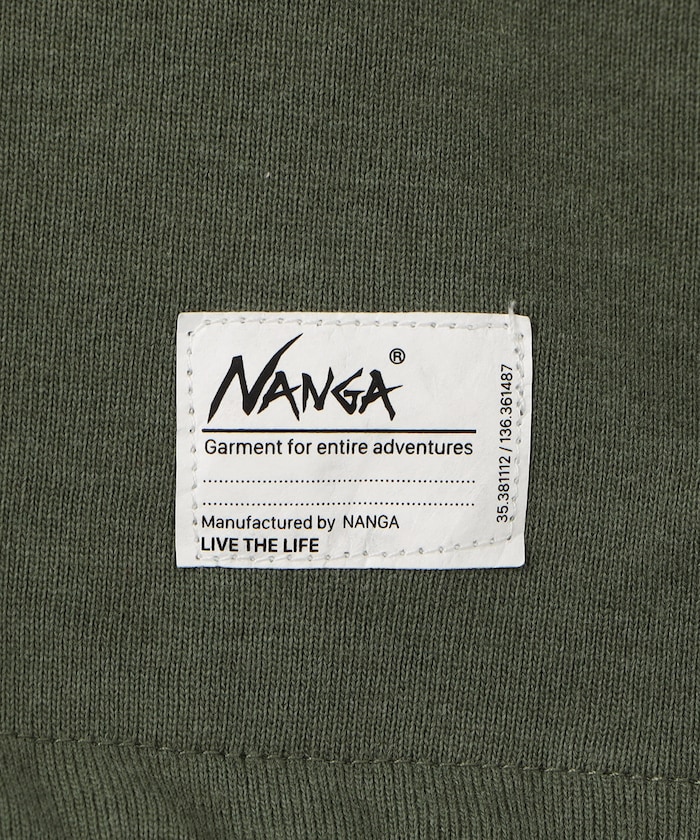 NANGA®
Garment for entire adventures
Manufactured by NANGA
LIVE THE LIFE
35.381112 / 136.361487